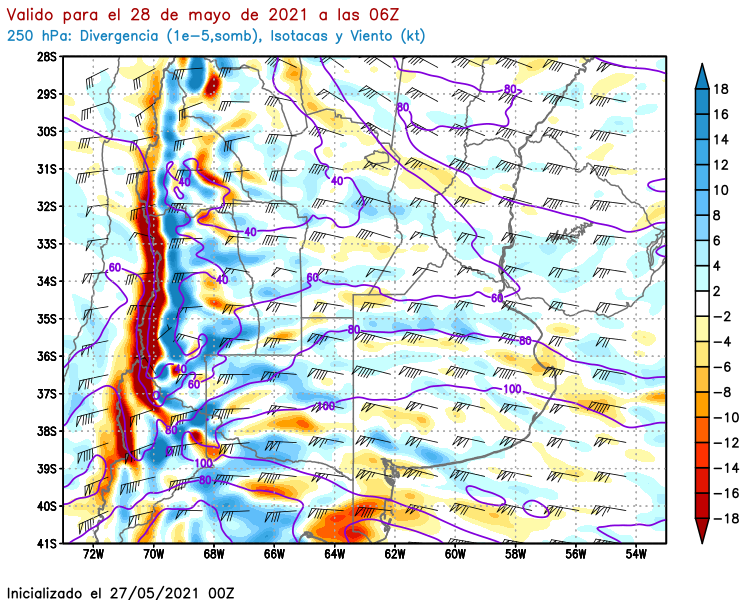 Valido para el 28 de mayo de 2021 a las 06Z
250 hPa: Divergencia (1e−5,somb), Isotacas y Viento (kt)
28S
29S
30S
31S
32S
33S
34S
35S
36S
37S
38S
39S
40S
41S
72W 70W 68W 66W 64W 62W 60W 58W 56W 54W
80
80
40
40
40
40
60
60
60
80
80
40
60
100
100
80
100
80
18
16
14
12
10
8
6
4
2
−2
−4
−6
−8
−10
−12
−14
−16
−18
Inicializado el 27/05/2021 00Z